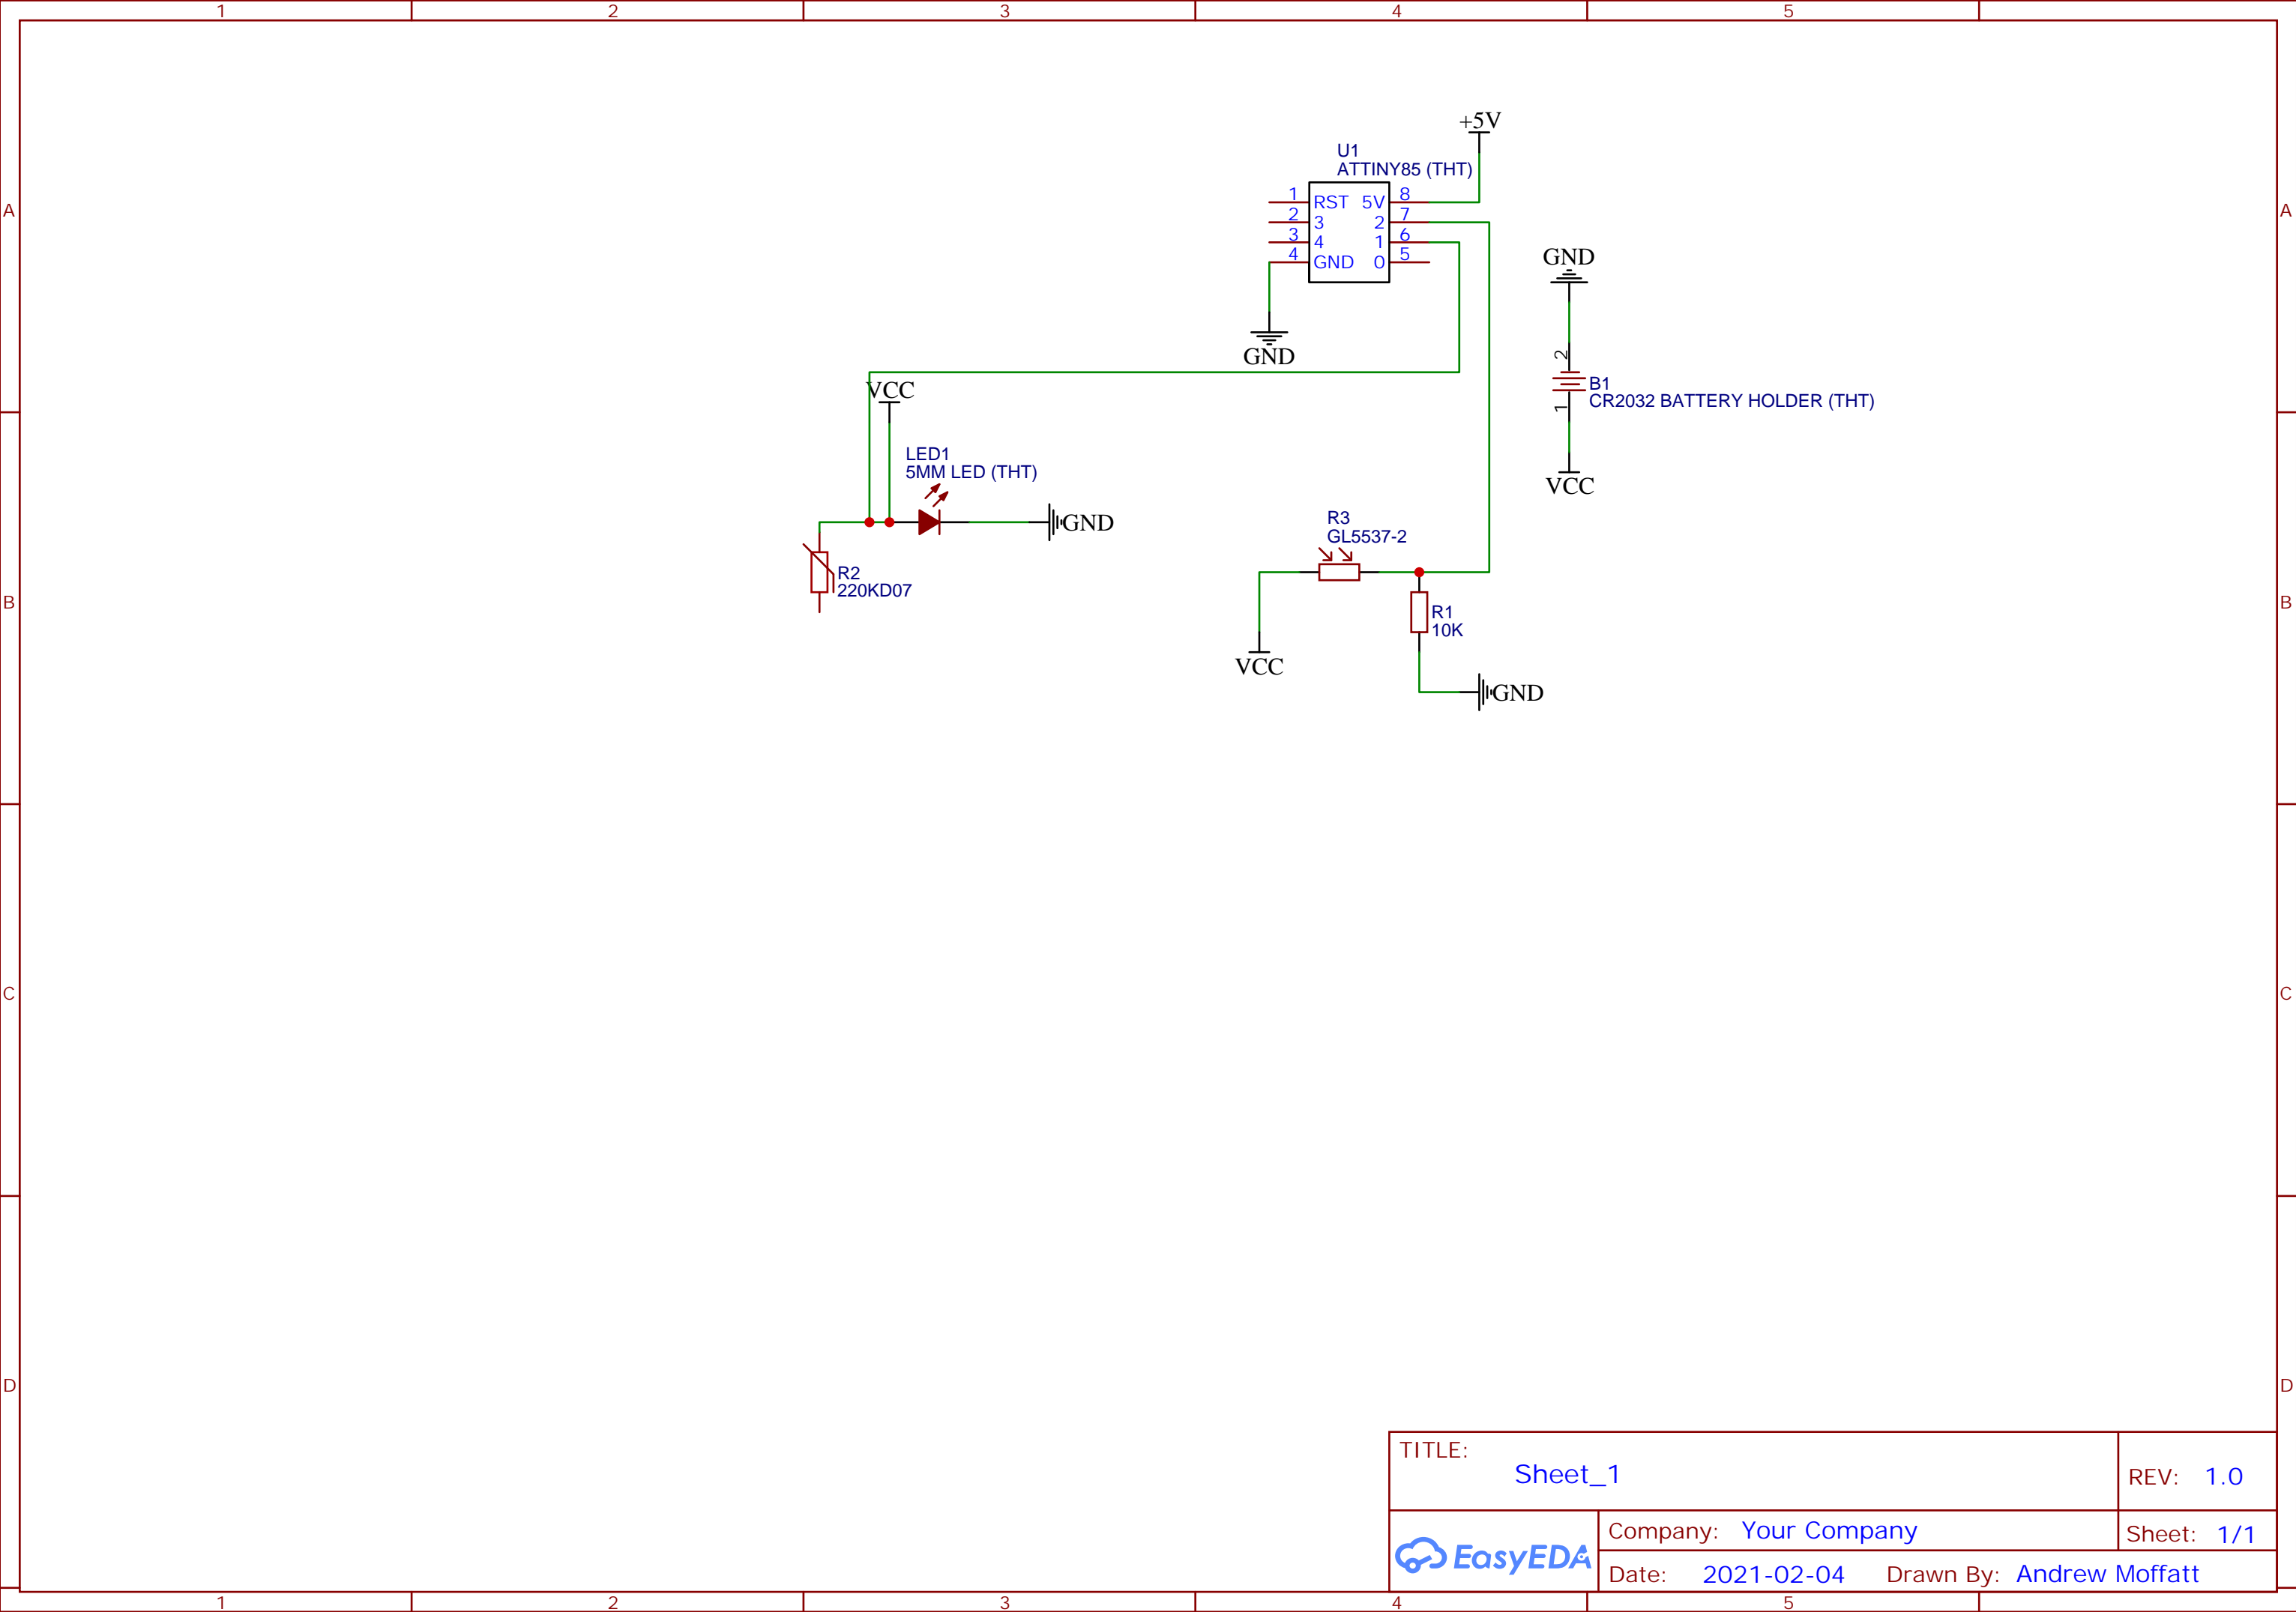 1 2 3 4 5
+5V
U1
ATTINY85 (THT)
1 RST 5V 8
2 3 2 7
3 4 1 6
4 GND 0 5
A A
GND
GND
2
VCC
B1
CR2032 BATTERY HOLDER (THT)
1
LED1
5MM LED (THT)
VCC
GND
R3
GL5537-2
R2
220KD07
B B
R1
10K
VCC
GND
C C
D D
TITLE:
Sheet_1
REV: 1.0
EasyEDA
Company: Your Company
Sheet: 1/1
Date: 2021-02-04 Drawn By: Andrew Moffatt
1 2 3 4 5